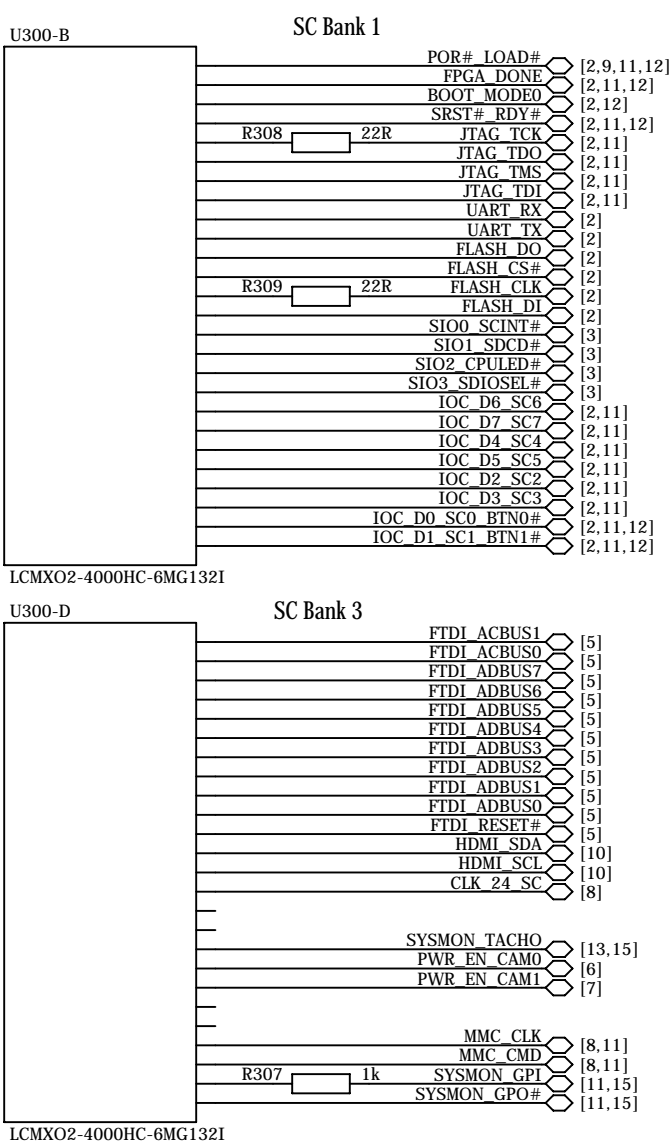 SC Bank 1
U300-B
POR#_LOAD# [2,9,11,12]
FPGA_DONE [2,11,12]
BOOT_MODE0 [2,12]
SRST#_RDY# [2,11,12]
R308 22R JTAG_TCK [2,11]
JTAG_TDO [2,11]
JTAG_TMS [2,11]
JTAG_TDI [2,11]
UART_RX [2]
UART_TX [2]
FLASH_DO [2]
FLASH_CS# [2]
R309 22R FLASH_CLK [2]
FLASH_DI [2]
SIO0_SCINT# [3]
SIO1_SDCD# [3]
SIO2_CPULED# [3]
SIO3_SDIOSEL# [3]
IOC_D6_SC6 [2,11]
IOC_D7_SC7 [2,11]
IOC_D4_SC4 [2,11]
IOC_D5_SC5 [2,11]
IOC_D2_SC2 [2,11]
IOC_D3_SC3 [2,11]
IOC_D0_SC0_BTN0# [2,11,12]
IOC_D1_SC1_BTN1# [2,11,12]
LCMXO2-4000HC-6MG132I
U300-D
SC Bank 3
FTDI_ACBUS1 [5]
FTDI_ACBUS0 [5]
FTDI_ADBUS7 [5]
FTDI_ADBUS6 [5]
FTDI_ADBUS5 [5]
FTDI_ADBUS4 [5]
FTDI_ADBUS3 [5]
FTDI_ADBUS2 [5]
FTDI_ADBUS1 [5]
FTDI_ADBUS0 [5]
FTDI_RESET# [5]
HDMI_SDA [10]
HDMI_SCL [10]
CLK_24_SC [8]
SYSMON_TACHO [13,15]
PWR_EN_CAM0 [6]
PWR_EN_CAM1 [7]
MMC_CLK [8,11]
MMC_CMD [8,11]
R307 1k SYSMON_GPI [11,15]
SYSMON_GPO# [11,15]
LCMXO2-4000HC-6MG132I